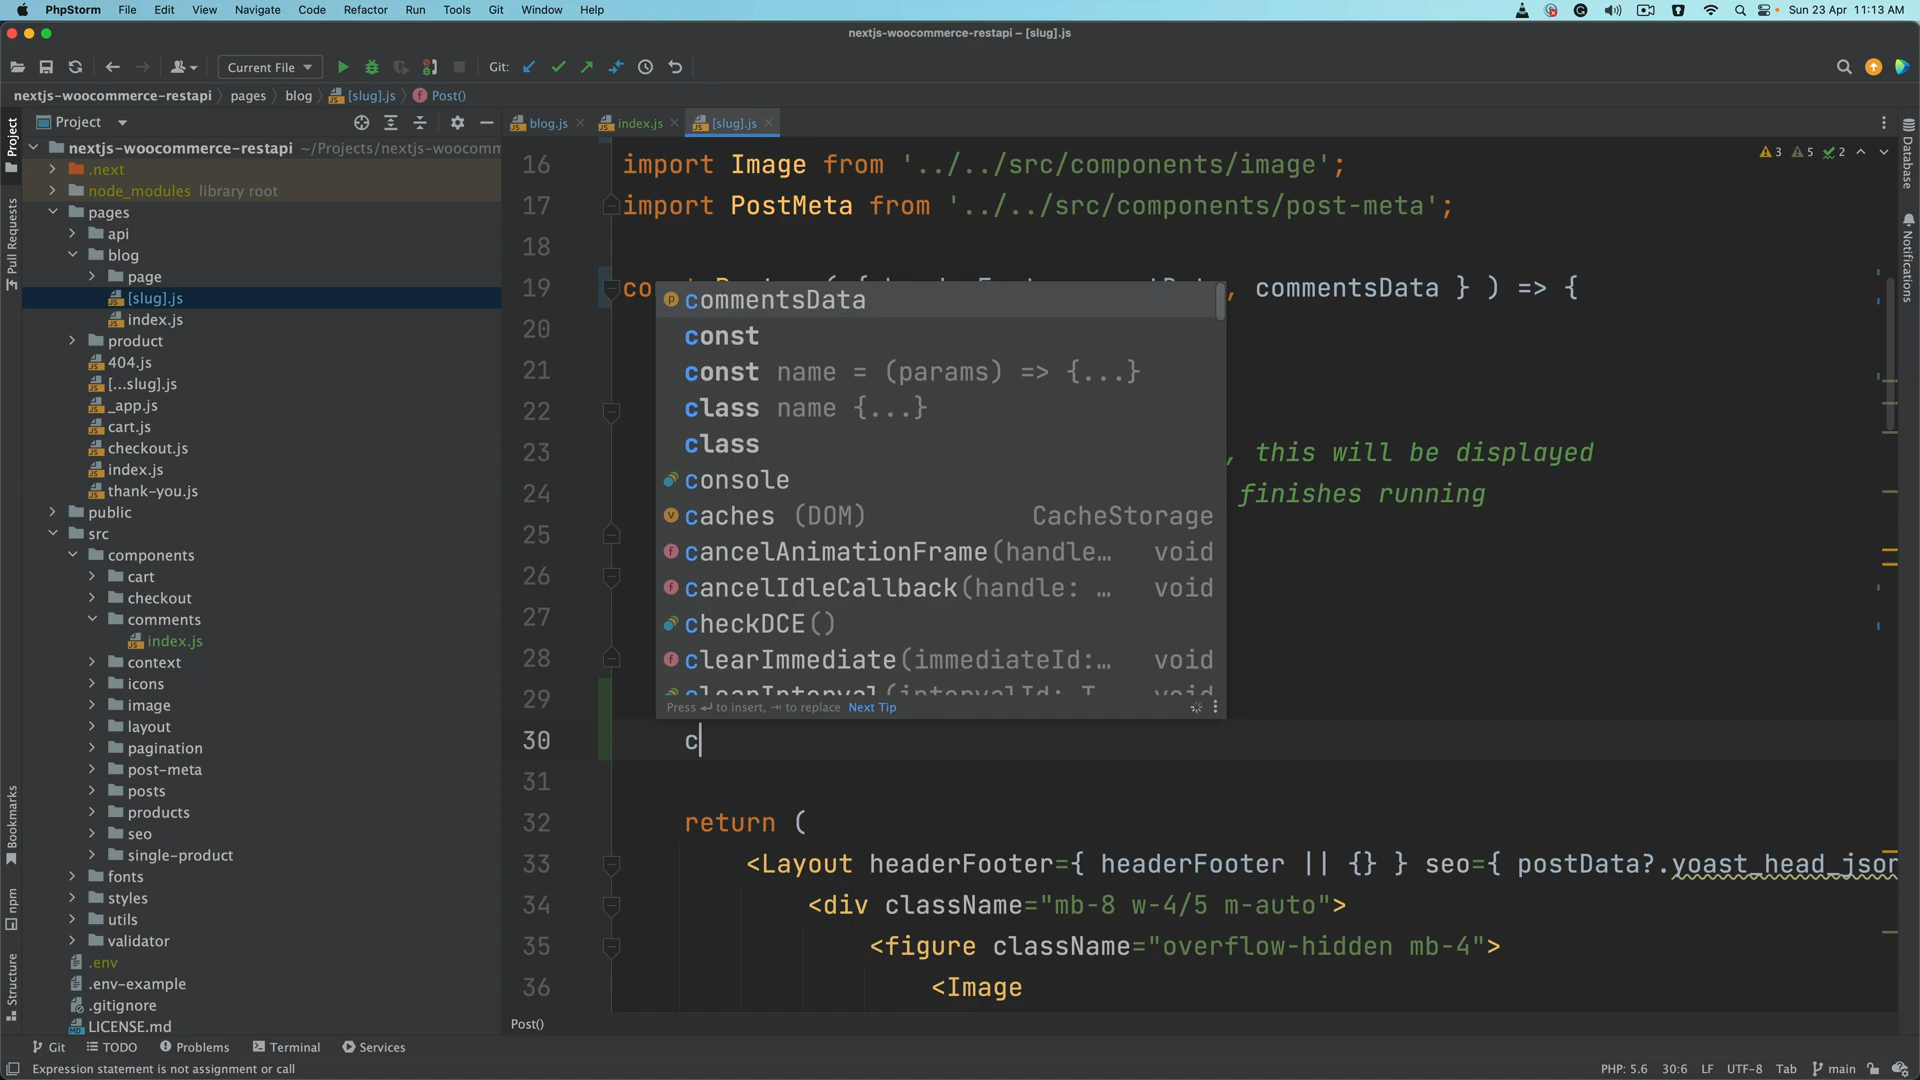 PhpStorm File Edit View Navigate Code Refactor Run Tools Git Window Help Sun 23 Apr 11:13 AM
nextjs-woocommerce-restapi – [slug].js
Current File Git:
nextjs-woocommerce-restapi pages blog [slug].js Post()
Project
blog.js index.js [slug].js
nextjs-woocommerce-restapi ~/Projects/nextjs-woocomm
.next
node_modules library root
pages
api
blog
page
[slug].js
index.js
product
404.js
[...slug].js
_app.js
cart.js
checkout.js
index.js
thank-you.js
public
src
components
cart
checkout
comments
index.js
context
icons
image
layout
pagination
post-meta
posts
products
seo
single-product
fonts
styles
utils
validator
.env
.env-example
.gitignore
LICENSE.md
Project
Pull Requests
Bookmarks
npm
Structure
Database
Notifications
3 5 2
16 import Image from '../../src/components/image';
17 import PostMeta from '../../src/components/post-meta';
18
19 co , commentsData } ) => {
20
21
22
23 , this will be displayed
24 finishes running
25
26
27
28
29
30 c
31
32 return (
33 <Layout headerFooter={ headerFooter || {} } seo={ postData?.yoast_head_json
34 <div className="mb-8 w-4/5 m-auto">
35 <figure className="overflow-hidden mb-4">
36 <Image
commentsData
const
const name = (params) => {...}
class name {...}
class
console
caches (DOM) CacheStorage
cancelAnimationFrame(handle… void
cancelIdleCallback(handle: … void
checkDCE()
clearImmediate(immediateId:… void
clearInterval(intervalId: T… void
Press ↵ to insert, ⇥ to replace Next Tip
Post()
Git TODO Problems Terminal Services
Expression statement is not assignment or call PHP: 5.6 30:6 LF UTF-8 Tab main